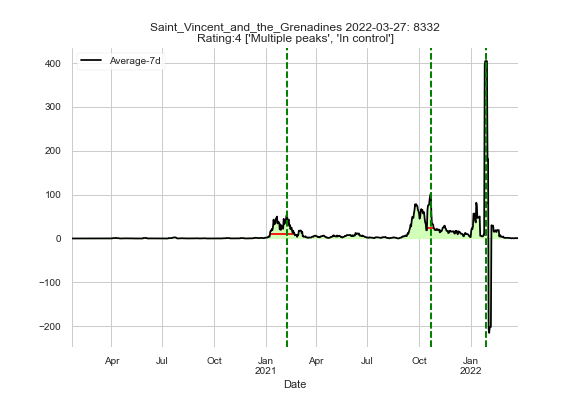 Saint_Vincent_and_the_Grenadines 2022-03-27: 8332
Rating:4 ['Multiple peaks', 'In control']
Average-7d
400
300
200
100
0
−100
−200
Apr
Jul
Oct
Jan
2021
Apr
Jul
Oct
Jan
2022
Date